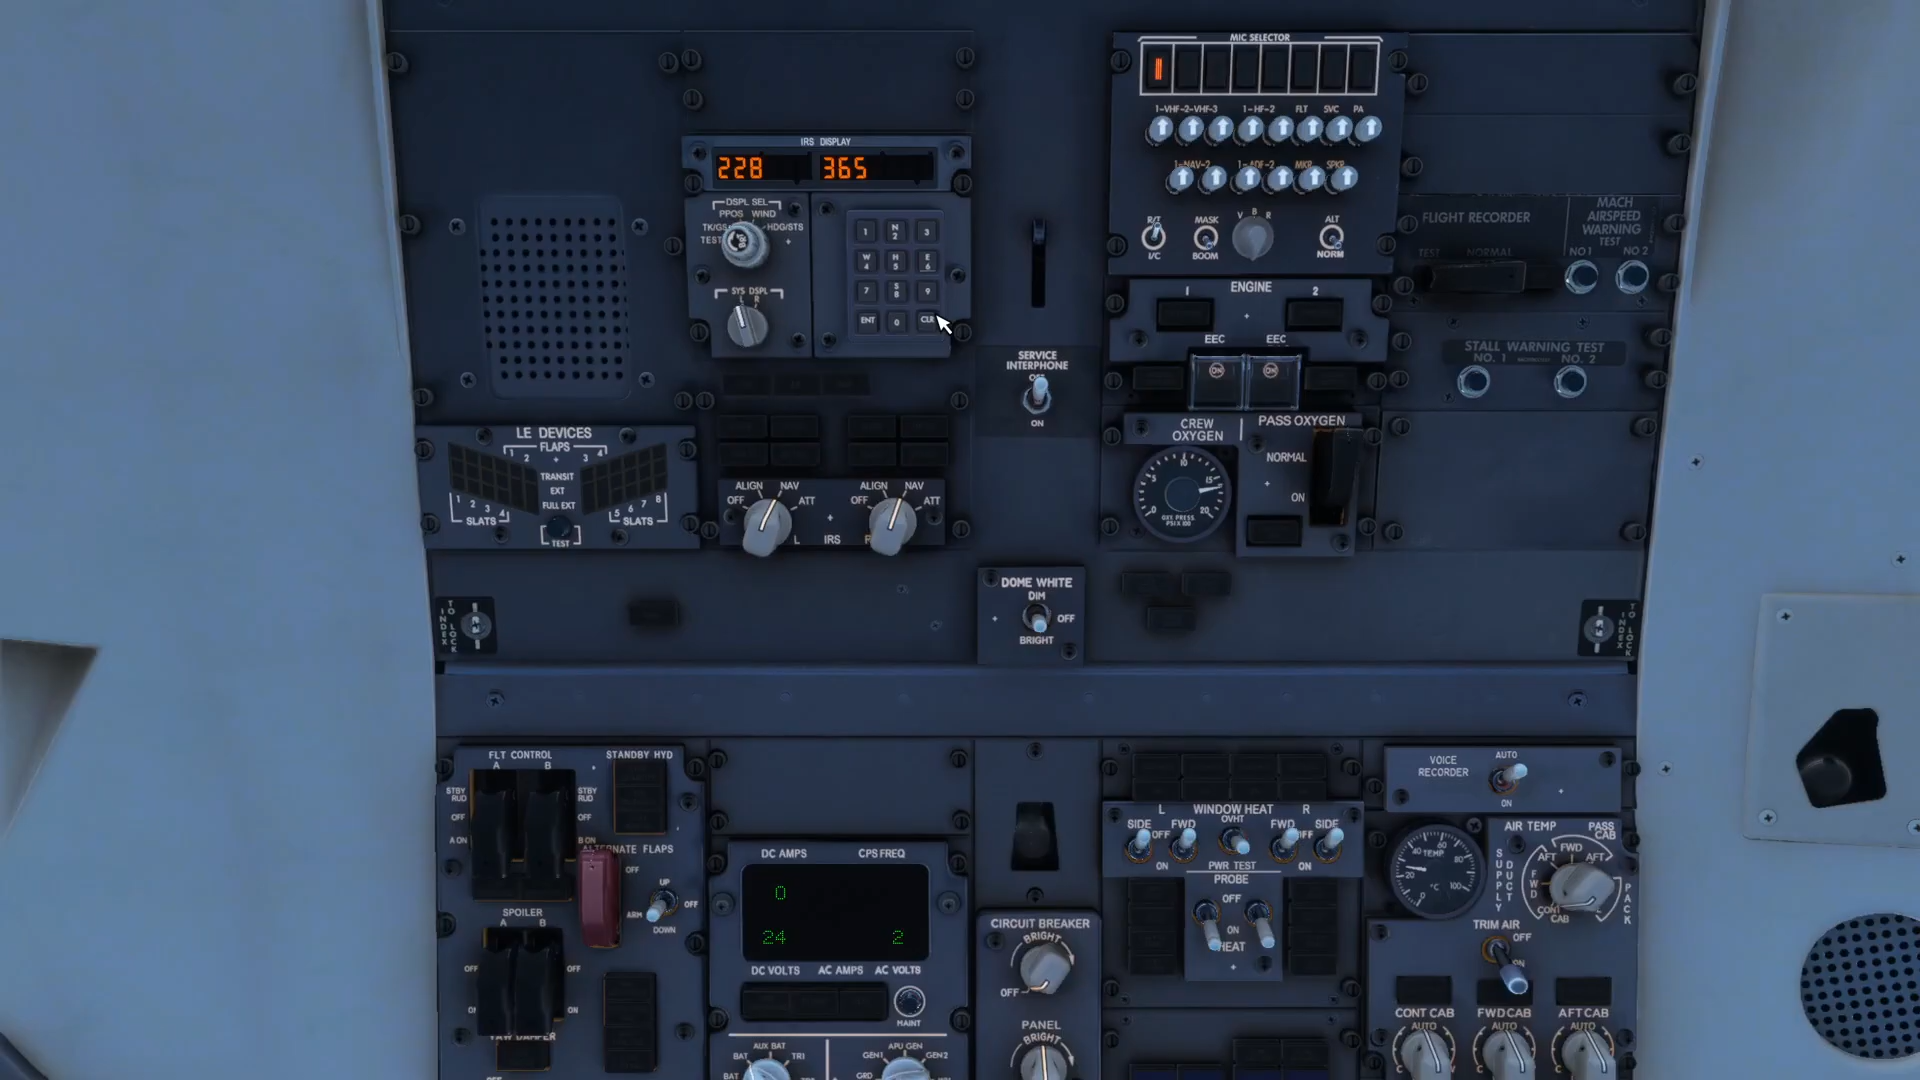 MIC SELECTOR
1-VHF-2-VHF-3 1-HF-2 FLT SVC PA
1-NAV-2 1-ADF-2 MKR SPKR
R/T
I/C
MASK
BOOM
V B R
ALT
NORM
IRS DISPLAY
228 365
DSPL SEL
PPOS WIND
TK/GS HDG/STS
TEST
SYS DSPL
L R
1 N 2 3
W 4 H 5 E 6
7 S 8 9
ENT 0 CLR
FLIGHT RECORDER
TEST NORMAL
MACH
AIRSPEED
WARNING
TEST
NO 1 NO 2
1 ENGINE 2
EEC EEC
ON ON
STALL WARNING TEST
NO. 1 NO. 2
SERVICE
INTERPHONE
OFF
ON
CREW
OXYGEN
PASS OXYGEN
NORMAL
ON
0 5 10 15 20
OXY PRESS
PSI X 100
LE DEVICES
FLAPS
1 2 3 4
TRANSIT
EXT
FULL EXT
1 2 3 4
SLATS
5 6 7 8
SLATS
TEST
ALIGN NAV
OFF ATT
ALIGN NAV
OFF ATT
L IRS R
DOME WHITE
DIM
OFF
BRIGHT
TO LOCK
INDEX
TO LOCK
INDEX
FLT CONTROL
A B
STBY
RUD
OFF
A ON
STBY
RUD
OFF
B ON
STANDBY HYD
ALTERNATE FLAPS
OFF
ARM
UP
OFF
DOWN
SPOILER
A B
OFF OFF
ON ON
YAW DAMPER
OFF
DC AMPS CPS FREQ
0
24 2
DC VOLTS AC AMPS AC VOLTS
MAINT
AUX BAT
BAT TR1
BAT
APU GEN
GEN1 GEN2
GRD
CIRCUIT BREAKER
BRIGHT
OFF
PANEL
BRIGHT
L WINDOW HEAT R
SIDE FWD OVHT FWD SIDE
OFF OFF
ON PWR TEST ON
PROBE
OFF
ON
HEAT
VOICE
RECORDER
AUTO
ON
TEMP
°C
0 20 40 60 80 100
AIR TEMP
PASS
CAB
FWD
AFT AFT
SUPPLY
DUCT
FWD
CONT
CAB
PACK
TRIM AIR
OFF
ON
CONT CAB FWD CAB AFT CAB
AUTO AUTO AUTO
C C C